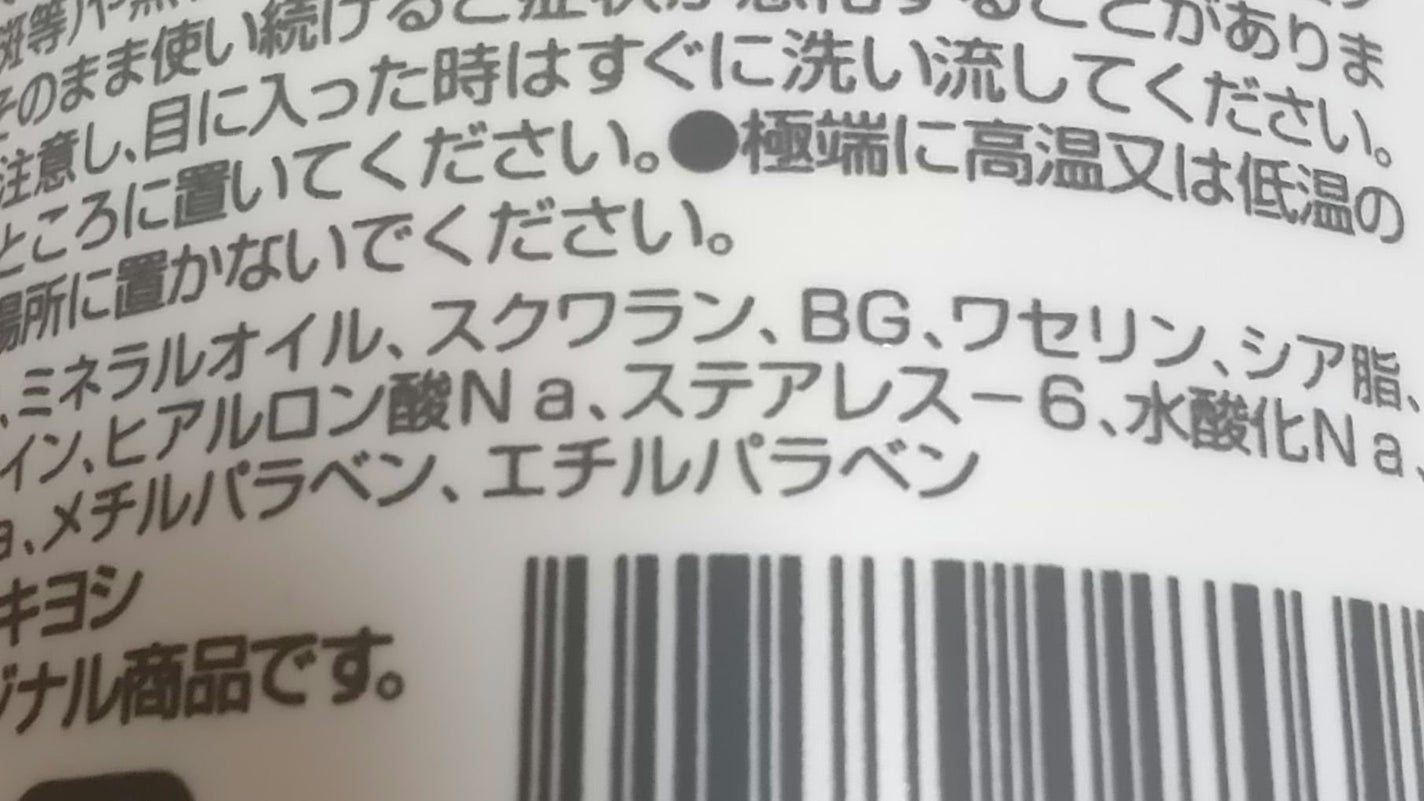 斑等)や黒
そのまま使い続けると症状が悪化することがありま
注意し、目に入った時はすぐに洗い流してください。
ところに置いてください。●極端に高温又は低温の
場所に置かないでください。
、ミネラルオイル、スクワラン、BG、ワセリン、シア脂、
イン、ヒアルロン酸Na、ステアレス－6、水酸化Na、
a、メチルパラベン、エチルパラベン
キヨシ
ジナル商品です。